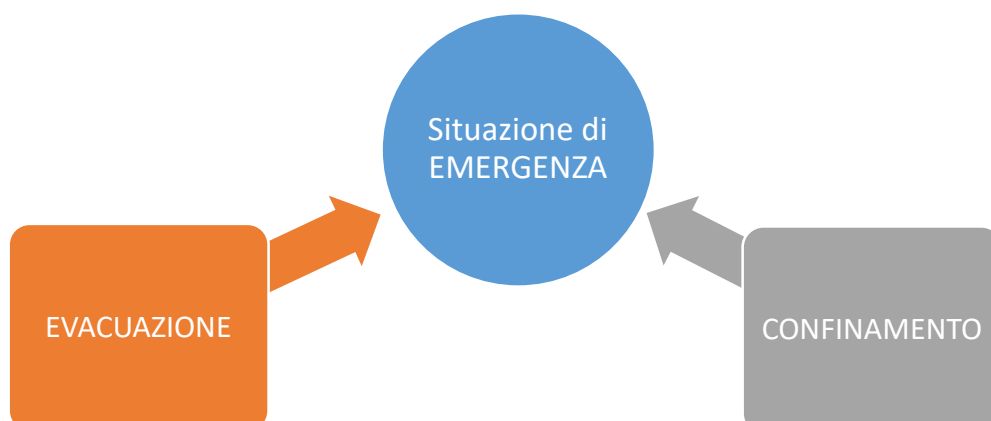 Situazione di
EMERGENZA
EVACUAZIONE
CONFINAMENTO